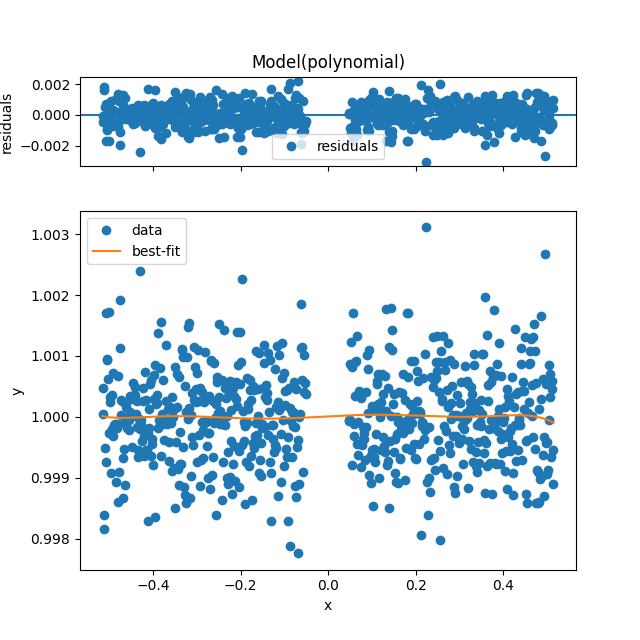 Model(polynomial)
0.002
0.000
−0.002
residuals
residuals
data
best-fit
1.003
1.002
1.001
1.000
0.999
0.998
y
−0.4
−0.2
0.0
0.2
0.4
x